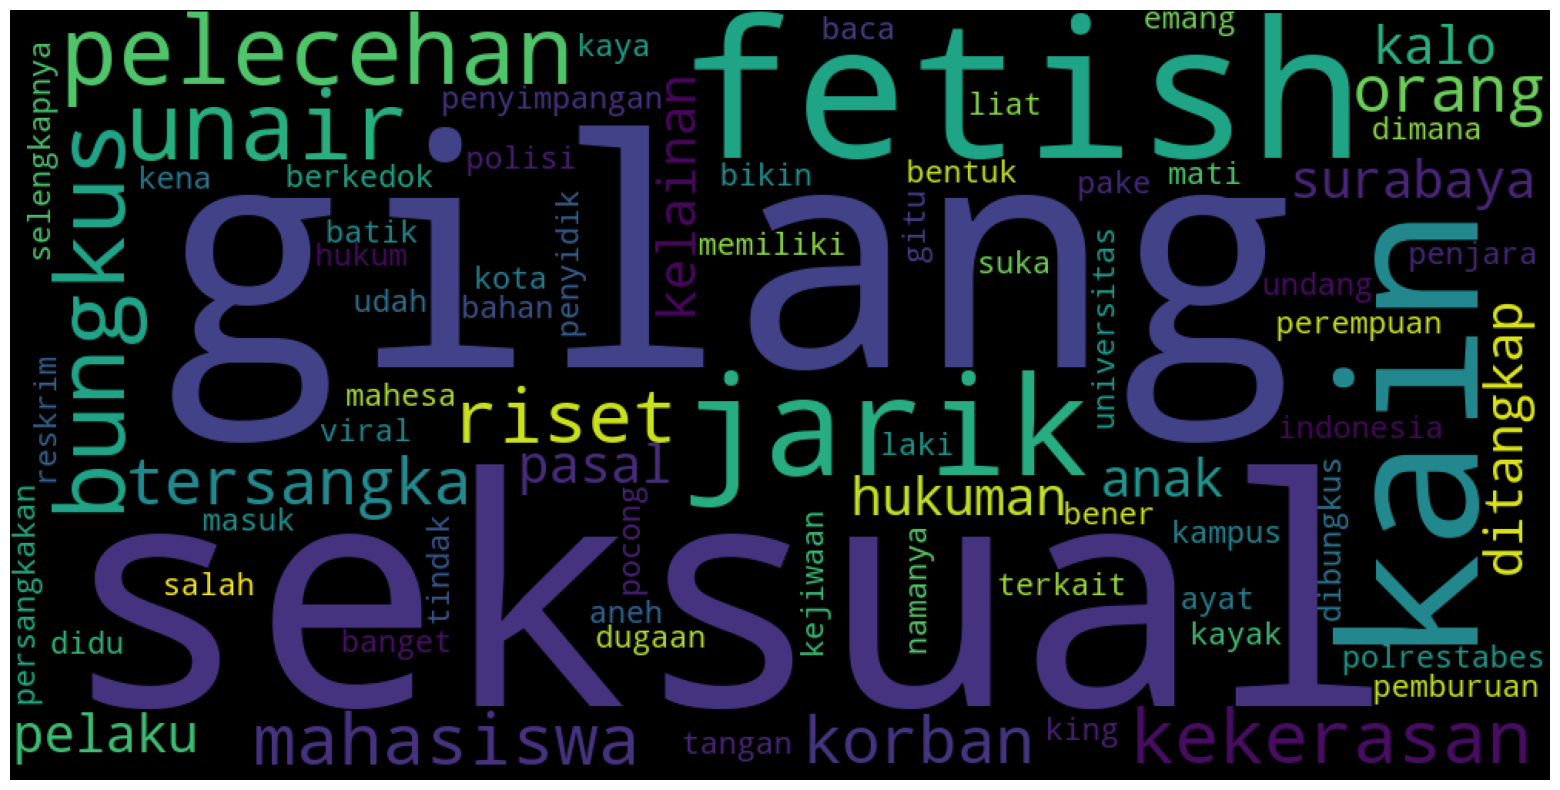 pelecehan
kaya
fetish
baca
emang
kalo
selengkapnya
unair
penyimpangan
liat
orang
dimana
bungkus
kena
berkedok
polisi
kelainan
bikin
bentuk
pake
mati
surabaya
gilang
batik
hukum
penyidik
memiliki
gitu
suka
universitas
kain
penjara
udah
kota
bahan
undang
perempuan
ditangkap
reskrim
mahesa
viral
riset
jarik
laki
indonesia
tersangka
pasal
hukuman
anak
dibungkus
persangkakan
masuk
tindak
pocong
seksual
kejiwaan
namanya
bener
kampus
salah
aneh
terkait
ayat
didu
banget
dugaan
kayak
polrestabes
pemburuan
pelaku
mahasiswa
tangan
korban
king
kekerasan